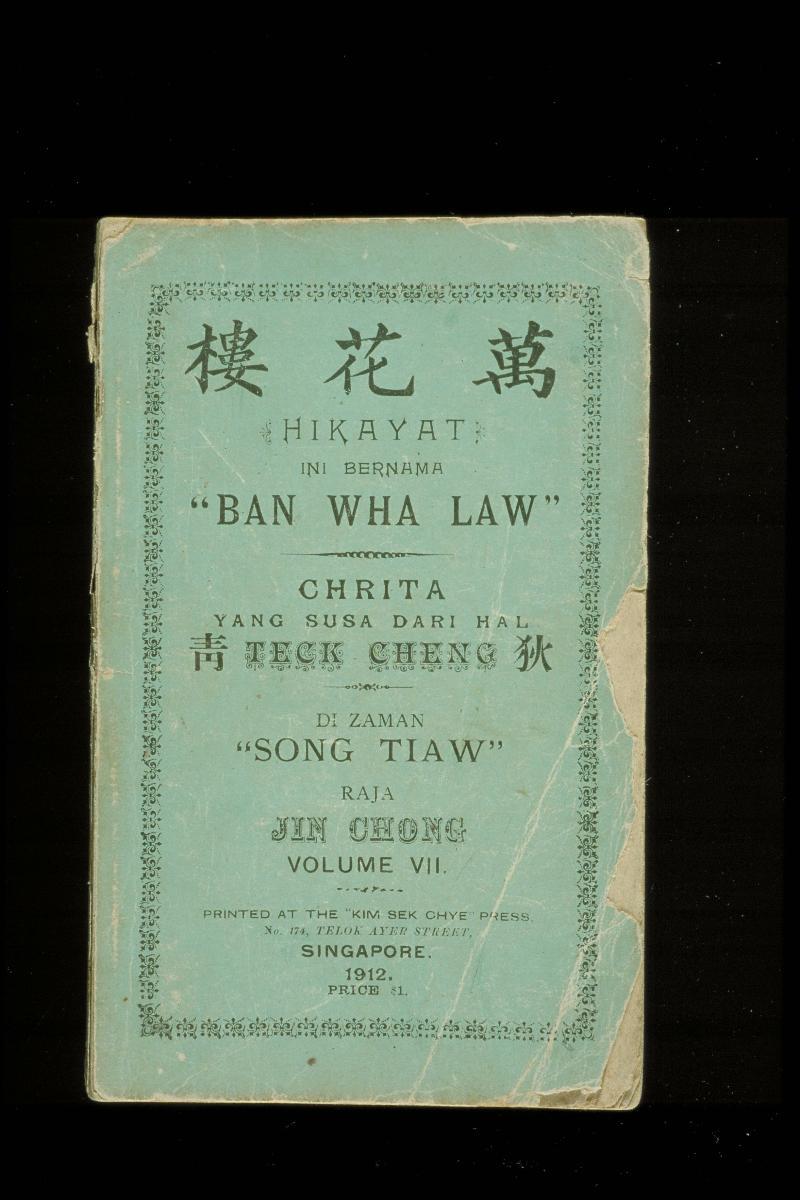 萬花樓
HIKAYAT
INI BERNAMA
“BAN WHA LAW”
CHRITA
YANG SUSA DARI HAL
狄 TECK CHENG 青
DI ZAMAN
“SONG TIAW”
RAJA
JIN CHONG
VOLUME VII.
PRINTED AT THE "KIM SEK CHYE" PRESS,
No. 174, TELOK AYER STREET,
SINGAPORE.
1912.
PRICE $1.